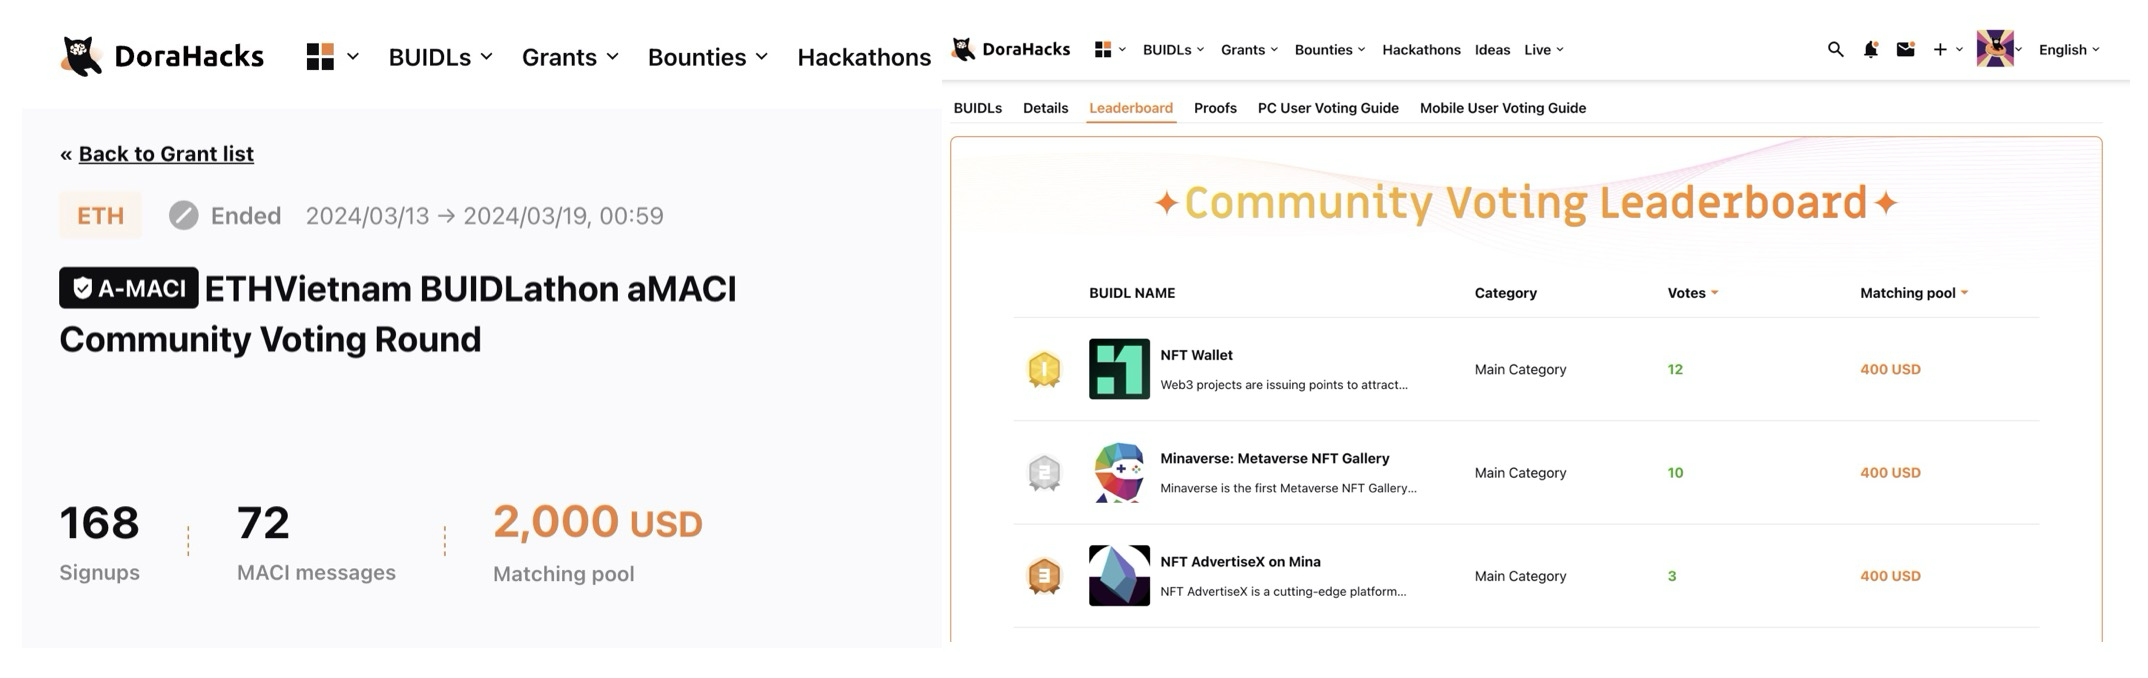 DoraHacks BUIDLs Grants Bounties Hackathons
« Back to Grant list
ETH Ended 2024/03/13 → 2024/03/19, 00:59
A-MACI ETHVietnam BUIDLathon aMACI
Community Voting Round
168 72 2,000 USD
Signups MACI messages Matching pool
DoraHacks BUIDLs Grants Bounties Hackathons Ideas Live English
BUIDLs Details Leaderboard Proofs PC User Voting Guide Mobile User Voting Guide
Community Voting Leaderboard
BUIDL NAME Category Votes Matching pool
1 NFT Wallet Main Category 12 400 USD
Web3 projects are issuing points to attract...
2 Minaverse: Metaverse NFT Gallery Main Category 10 400 USD
Minaverse is the first Metaverse NFT Gallery...
3 NFT AdvertiseX on Mina Main Category 3 400 USD
NFT AdvertiseX is a cutting-edge platform...